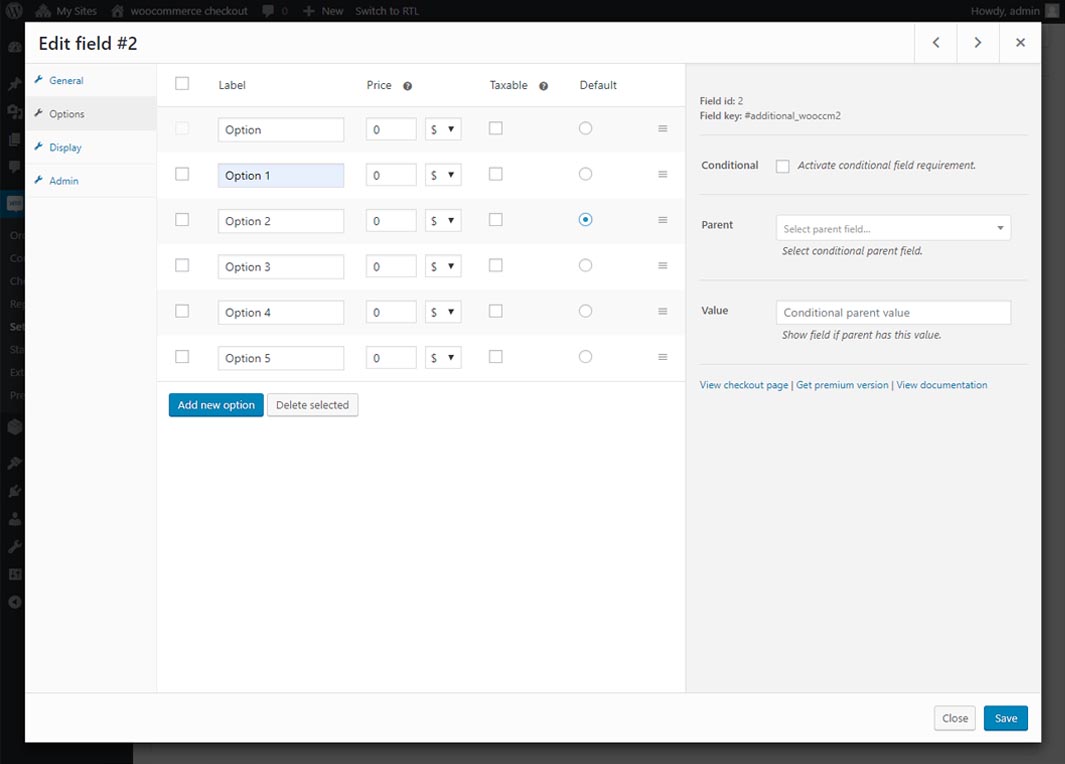 My Sites woocommerce checkout 0 New Switch to RTL Howdy, admin
Edit field #2
General
Options
Display
Admin
Label Price Taxable Default
Option 0 $
Option 1 0 $
Option 2 0 $
Option 3 0 $
Option 4 0 $
Option 5 0 $
Add new option Delete selected
Field id: 2
Field key: #additional_wooccm2
Conditional Activate conditional field requirement.
Parent Select parent field...
Select conditional parent field.
Value Conditional parent value
Show field if parent has this value.
View checkout page | Get premium version | View documentation
Close Save